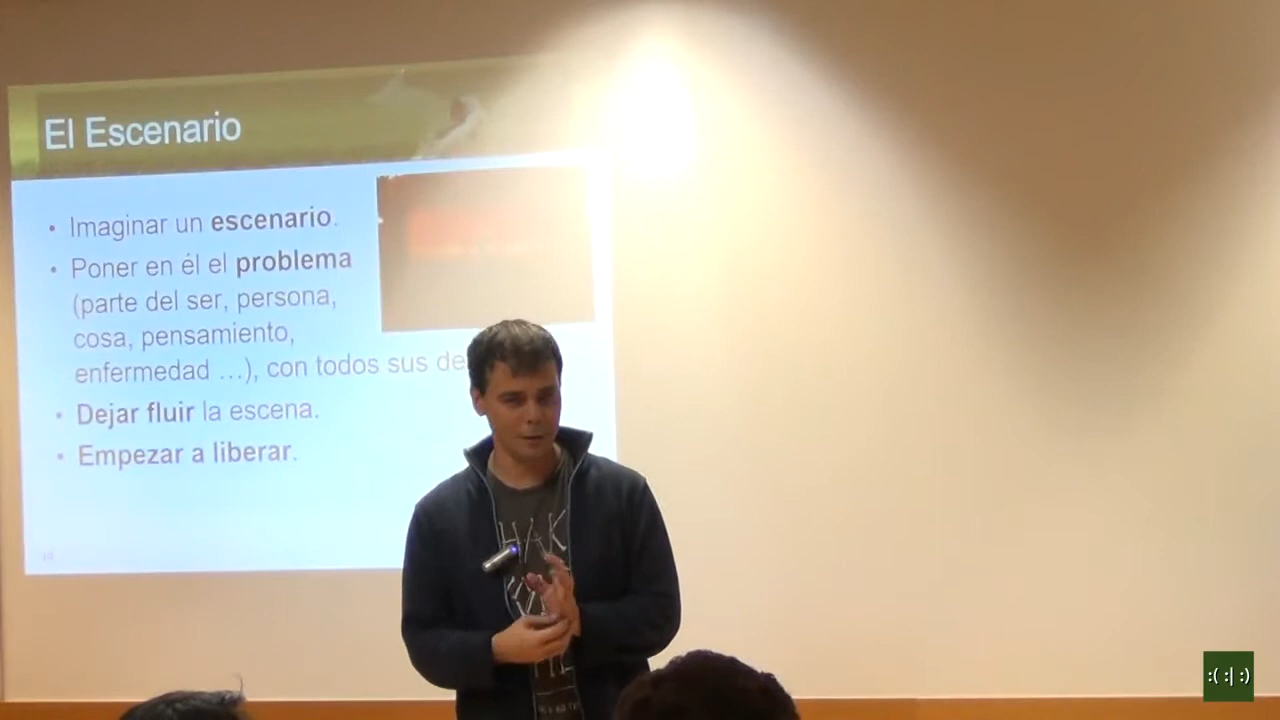 El Escenario
• Imaginar un escenario.
• Poner en él el problema
(parte del ser, persona,
cosa, pensamiento,
enfermedad ...), con todos sus
• Dejar fluir la escena.
• Empezar a liberar.
HAK
:( :| :)